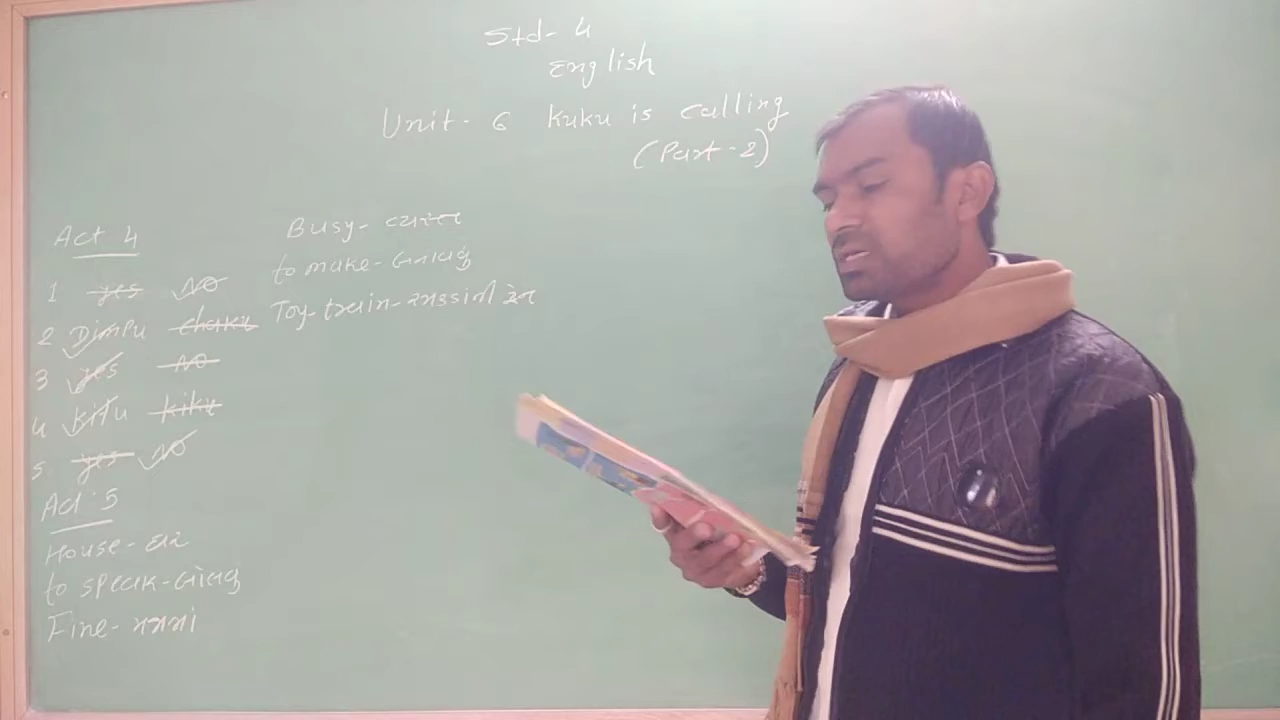 Std- 4
English
Unit- 6 Kuku is calling
(Part-2)
Act 4
1 yes NO
2 Dimpu chaku
3 yes NO
4 kitu kiku
5 yes NO
Act 5
House- ઘર
to speak-બોલવુ
Fine- મજામાં
Busy- વ્યસ્ત
to make- બનાવવુ
Toy-train-રમકડાંની ટ્રેન